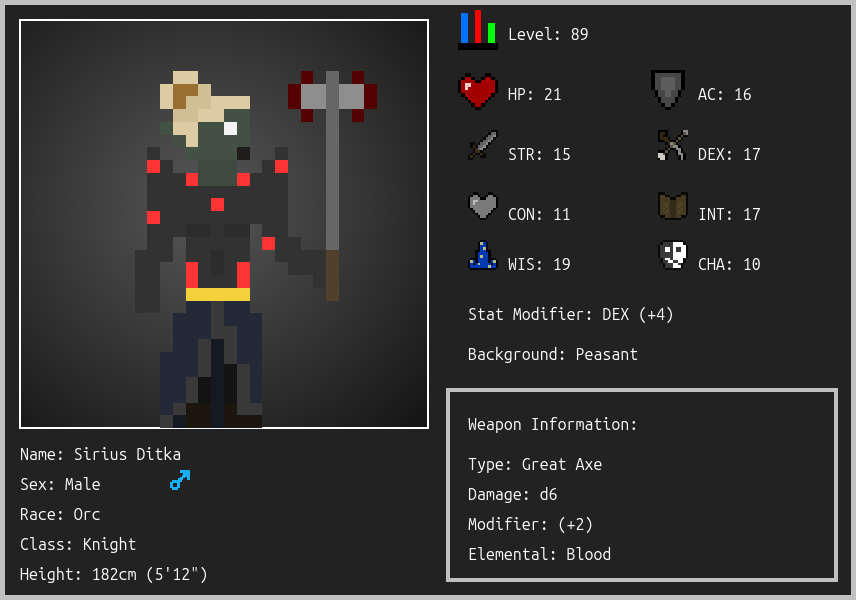 Level: 89
HP: 21
AC: 16
STR: 15
DEX: 17
CON: 11
INT: 17
WIS: 19
CHA: 10
Stat Modifier: DEX (+4)
Background: Peasant
Weapon Information:
Type: Great Axe
Damage: d6
Modifier: (+2)
Elemental: Blood
Name: Sirius Ditka
Sex: Male
Race: Orc
Class: Knight
Height: 182cm (5'12")